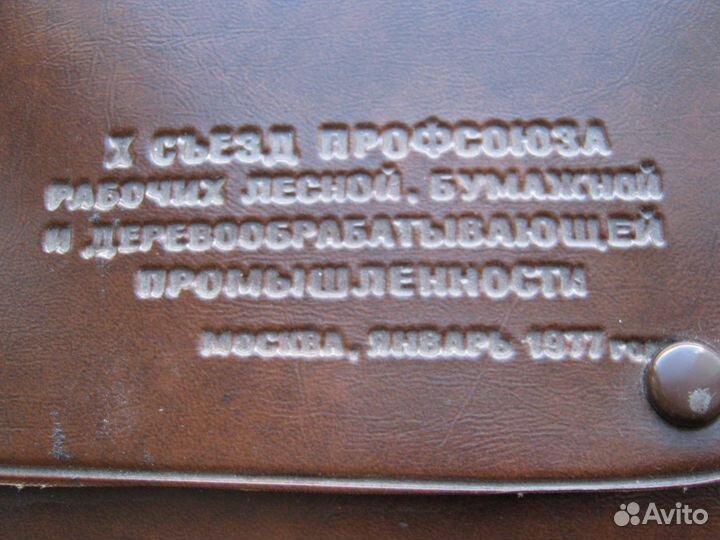 X СЪЕЗД ПРОФСОЮЗА
РАБОЧИХ ЛЕСНОЙ, БУМАЖНОЙ
И ДЕРЕВООБРАБАТЫВАЮЩЕЙ
ПРОМЫШЛЕННОСТИ
МОСКВА, ЯНВАРЬ 1977
Avito